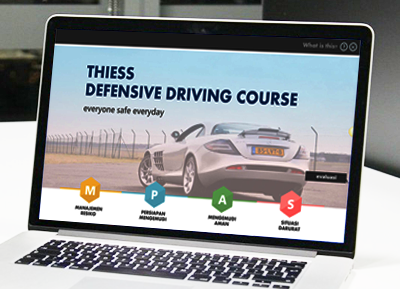 What is this
THIESS
DEFENSIVE DRIVING COURSE
everyone safe everyday
evaluasi
M
P
A
S
MANAJEMEN
RISIKO
PERSIAPAN
MENGEMUDI
MENGEMUDI
AMAN
SITUASI
DARURAT